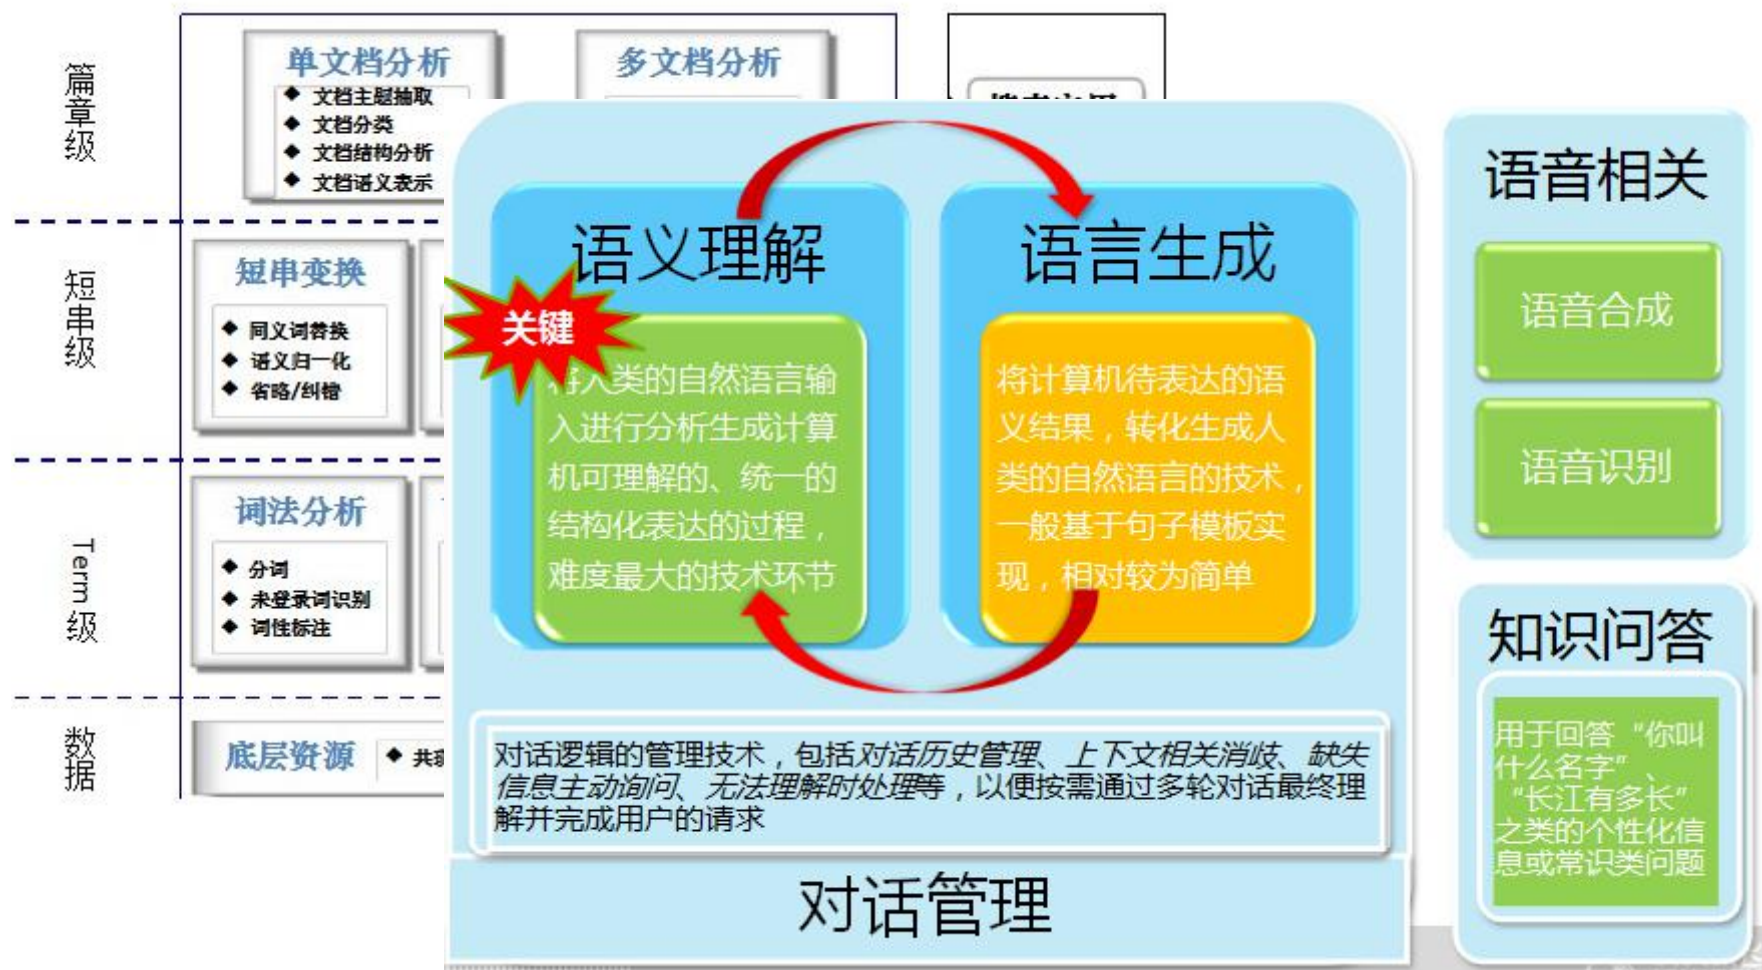 篇章级
单文档分析
◆ 文档主题抽取
◆ 文档分类
◆ 文档结构分析
◆ 文档语义表示
多文档分析
短串级
短串变换
◆ 同义词替换
◆ 语义归一化
◆ 省略/纠错
Term级
词法分析
◆ 分词
◆ 未登录词识别
◆ 词性标注
数据
底层资源
◆ 共
语义理解
关键
将人类的自然语言输
入进行分析生成计算
机可理解的、统一的
结构化表达的过程，
难度最大的技术环节
语言生成
将计算机待表达的语
义结果，转化生成人
类的自然语言的技术，
一般基于句子模板实
现，相对较为简单
对话逻辑的管理技术，包括对话历史管理、上下文相关消歧、缺失
信息主动询问、无法理解时处理等，以便按需通过多轮对话最终理
解并完成用户的请求
对话管理
语音相关
语音合成
语音识别
知识问答
用于回答“你叫
什么名字”、
“长江有多长”
之类的个性化信
息或常识类问题